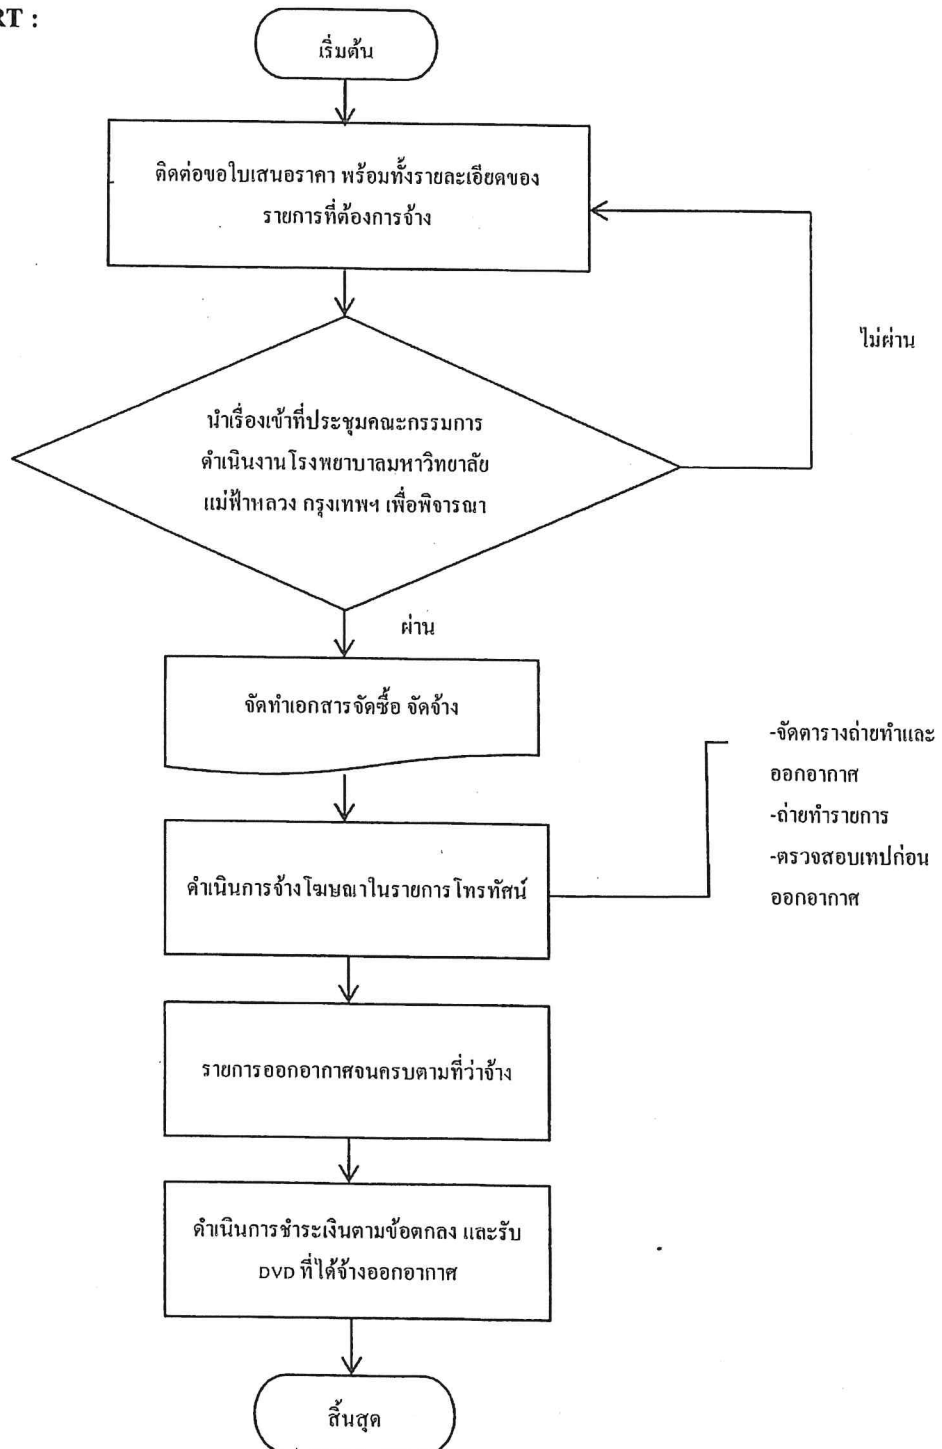 RT :
เริ่มต้น
ติดต่อขอใบเสนอราคา พร้อมทั้งรายละเอียดของ
รายการที่ต้องการจ้าง
ไม่ผ่าน
นำเรื่องเข้าที่ประชุมคณะกรรมการ
ดำเนินงานโรงพยาบาลมหาวิทยาลัย
แม่ฟ้าหลวง กรุงเทพฯ เพื่อพิจารณา
ผ่าน
จัดทำเอกสารจัดซื้อ จัดจ้าง
-จัดตารางถ่ายทำและ
ออกอากาศ
-ถ่ายทำรายการ
-ตรวจสอบเทปก่อน
ออกอากาศ
ดำเนินการจ้างโฆษณาในรายการโทรทัศน์
รายการออกอากาศจนครบตามที่ว่าจ้าง
ดำเนินการชำระเงินตามข้อตกลง และรับ
DVD ที่ได้จ้างออกอากาศ
สิ้นสุด